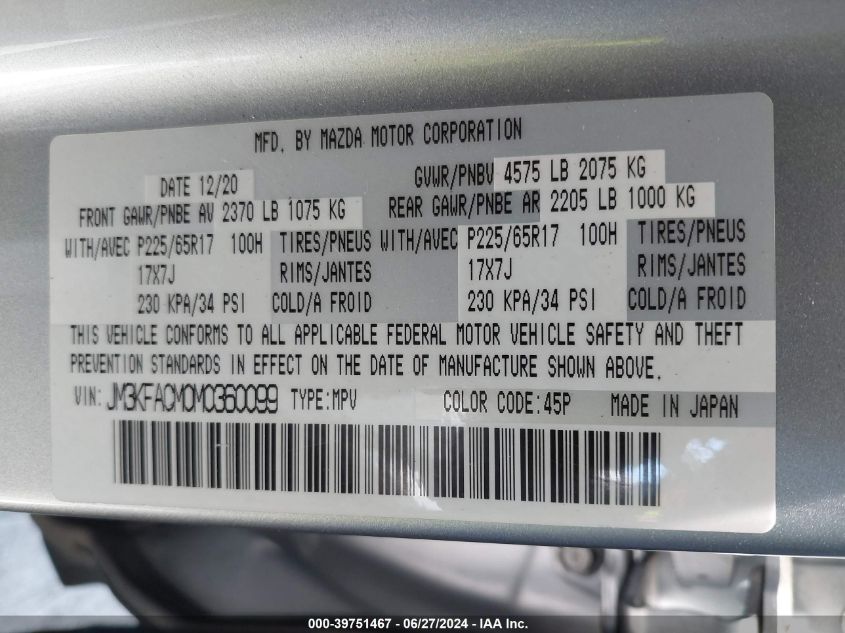 MFD. BY MAZDA MOTOR CORPORATION
DATE 12/20 GVWR/PNBV 4575 LB 2075 KG
FRONT GAWR/PNBE AV 2370 LB 1075 KG REAR GAWR/PNBE AR 2205 LB 1000 KG
WITH/AVEC P225/65R17 100H TIRES/PNEUS WITH/AVEC P225/65R17 100H TIRES/PNEUS
17X7J RIMS/JANTES 17X7J RIMS/JANTES
230 KPA/34 PSI COLD/A FROID 230 KPA/34 PSI COLD/A FROID
THIS VEHICLE CONFORMS TO ALL APPLICABLE FEDERAL MOTOR VEHICLE SAFETY AND THEFT
PREVENTION STANDARDS IN EFFECT ON THE DATE OF MANUFACTURE SHOWN ABOVE.
VIN: JM3KFACM0M0360099 TYPE:MPV COLOR CODE:45P MADE IN JAPAN
000-39751467 - 06/27/2024 - IAA Inc.